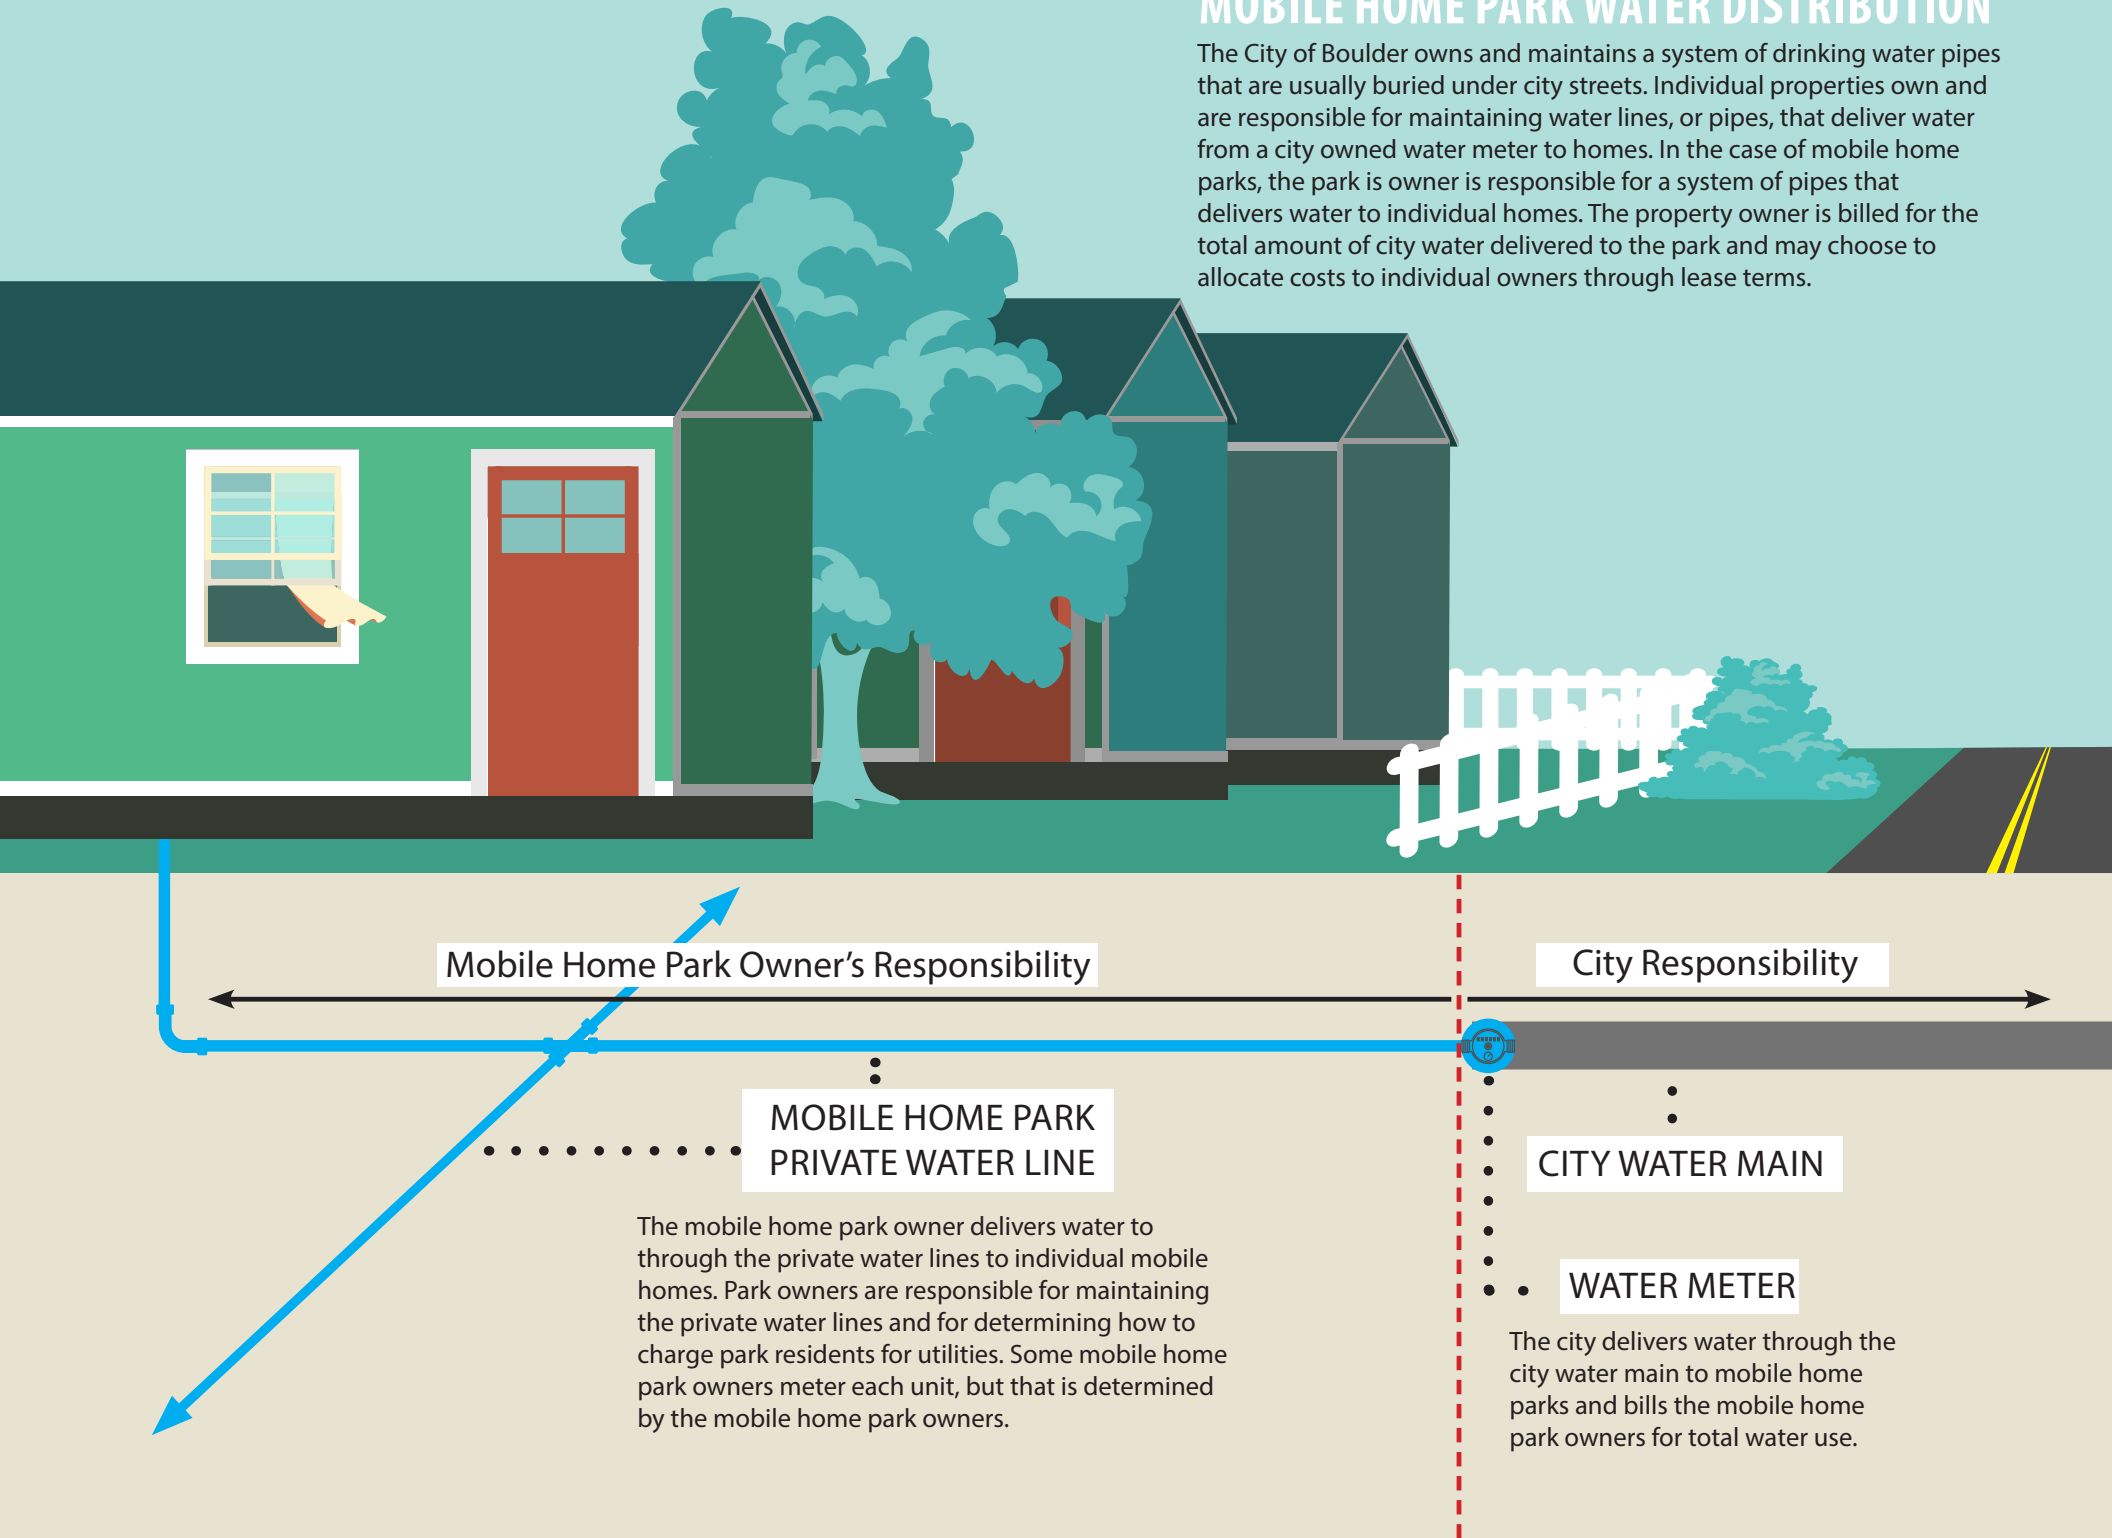 MOBILE HOME PARK WATER DISTRIBUTION
The City of Boulder owns and maintains a system of drinking water pipes
that are usually buried under city streets. Individual properties own and
are responsible for maintaining water lines, or pipes, that deliver water
from a city owned water meter to homes. In the case of mobile home
parks, the park is owner is responsible for a system of pipes that
delivers water to individual homes. The property owner is billed for the
total amount of city water delivered to the park and may choose to
allocate costs to individual owners through lease terms.
Mobile Home Park Owner's Responsibility
City Responsibility
MOBILE HOME PARK
PRIVATE WATER LINE
The mobile home park owner delivers water to
through the private water lines to individual mobile
homes. Park owners are responsible for maintaining
the private water lines and for determining how to
charge park residents for utilities. Some mobile home
park owners meter each unit, but that is determined
by the mobile home park owners.
CITY WATER MAIN
WATER METER
The city delivers water through the
city water main to mobile home
parks and bills the mobile home
park owners for total water use.